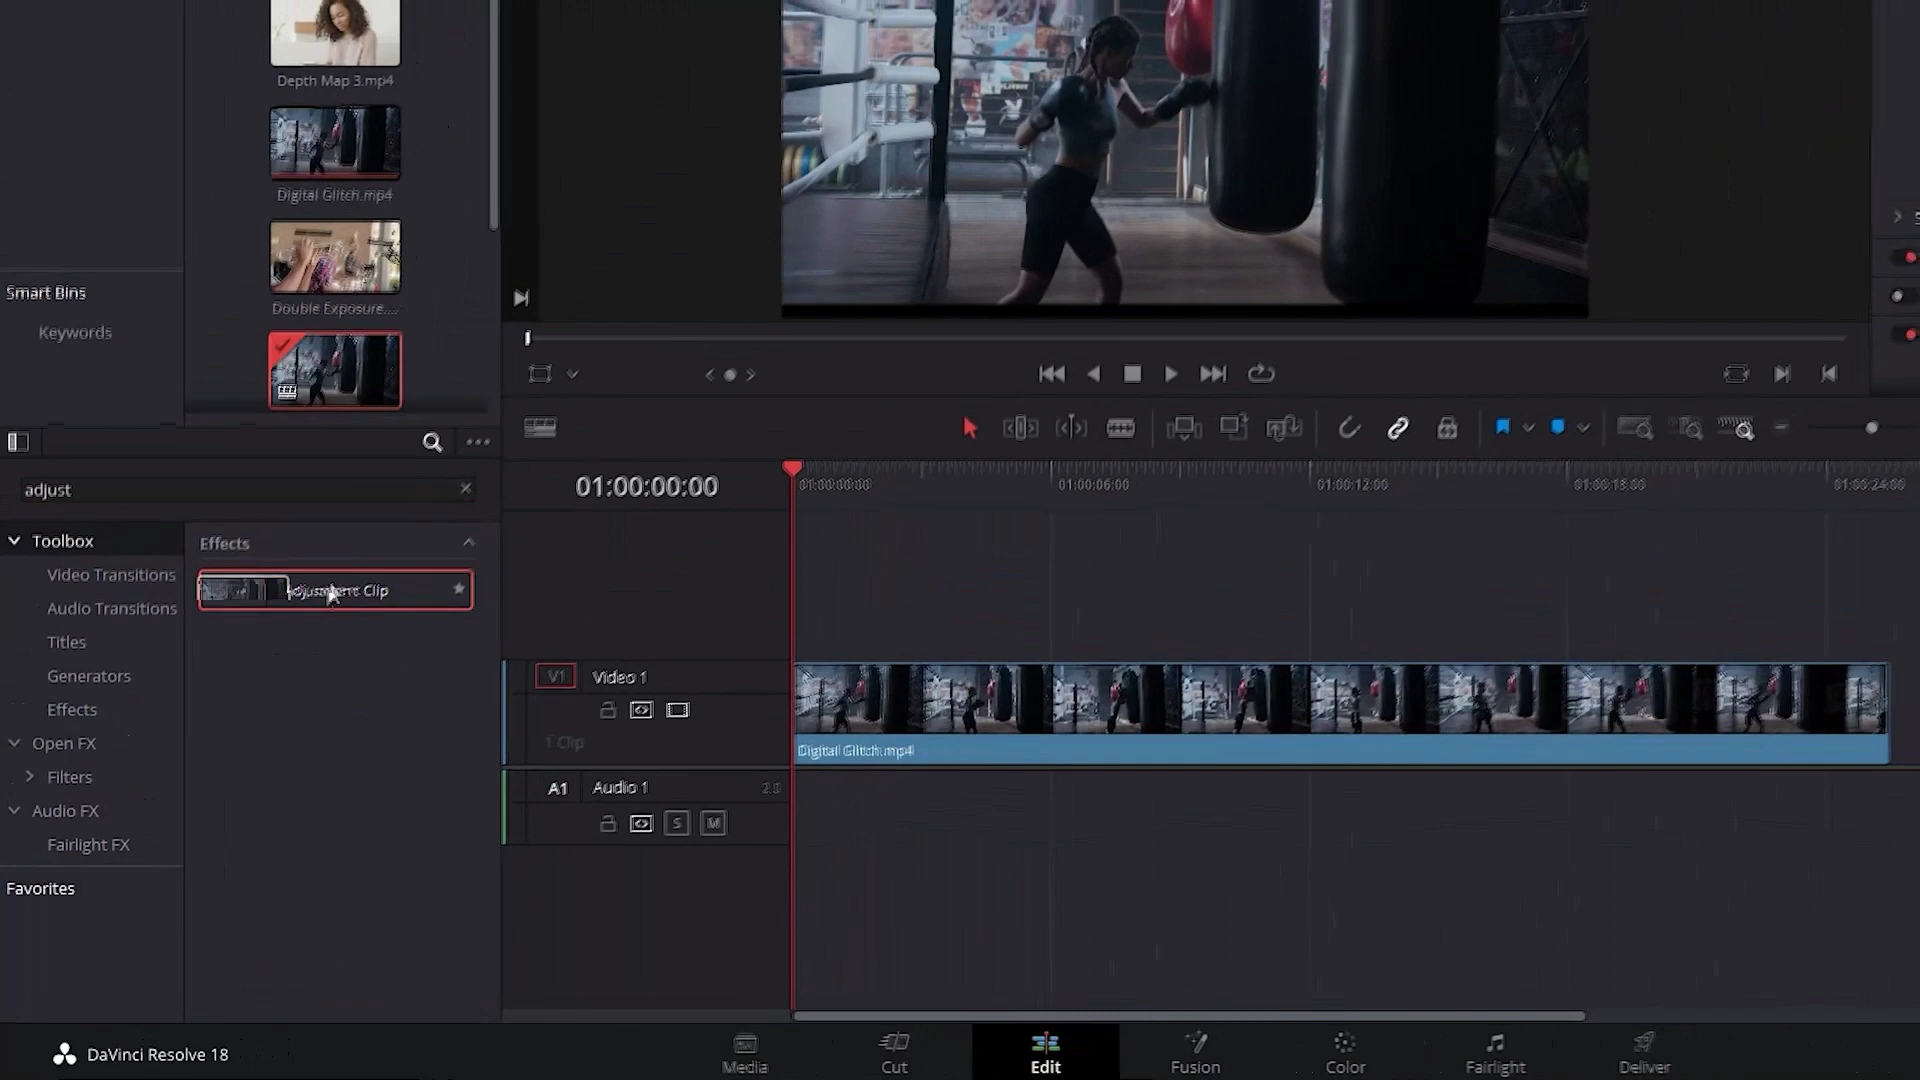 Depth Map 3.mp4
Digital Glitch.mp4
Double Exposure....
Smart Bins
Keywords
adjust
Toolbox
Video Transitions
Audio Transitions
Titles
Generators
Effects
Open FX
Filters
Audio FX
Fairlight FX
Favorites
Effects
Adjustment Clip
01:00:00:00
01:00:00:00
01:00:06:00
01:00:12:00
01:00:18:00
01:00:24:00
V1
Video 1
1 Clip
Digital Glitch.mp4
A1
Audio 1
2.0
S
M
DaVinci Resolve 18
Media
Cut
Edit
Fusion
Color
Fairlight
Deliver